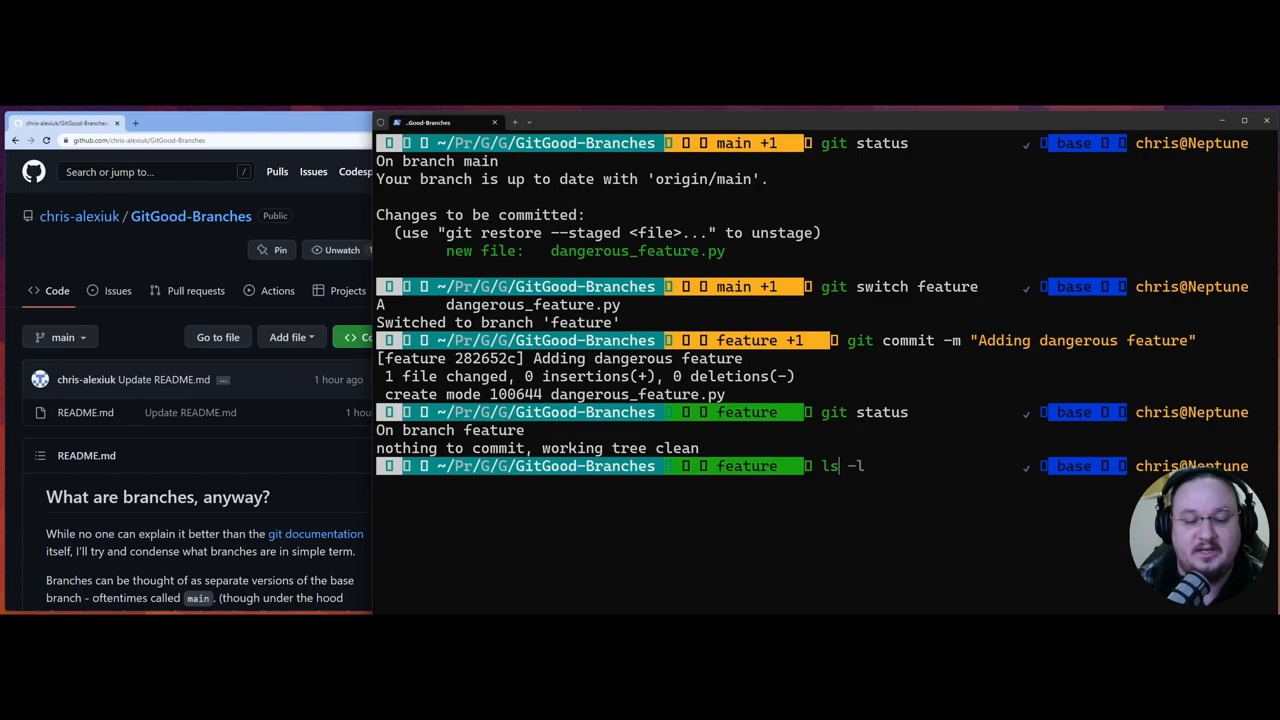 chris-alexiuk/GitGood-Branches
github.com/chris-alexiuk/GitGood-Branches
Search or jump to... /
Pulls Issues Codesp
chris-alexiuk / GitGood-Branches Public
Pin Unwatch 1
Code Issues Pull requests Actions Projects
main Go to file Add file <> Co
chris-alexiuk Update README.md ... 1 hour ago
README.md Update README.md 1 hou
README.md
What are branches, anyway?
While no one can explain it better than the git documentation
itself, I'll try and condense what branches are in simple term.
Branches can be thought of as separate versions of the base
branch - oftentimes called main. (though under the hood
..Good-Branches
~/Pr/G/G/GitGood-Branches main +1 git status base chris@Neptune
On branch main
Your branch is up to date with 'origin/main'.
Changes to be committed:
(use "git restore --staged <file>..." to unstage)
new file: dangerous_feature.py
~/Pr/G/G/GitGood-Branches main +1 git switch feature base chris@Neptune
A dangerous_feature.py
Switched to branch 'feature'
~/Pr/G/G/GitGood-Branches feature +1 git commit -m "Adding dangerous feature"
[feature 282652c] Adding dangerous feature
1 file changed, 0 insertions(+), 0 deletions(-)
create mode 100644 dangerous_feature.py
~/Pr/G/G/GitGood-Branches feature git status base chris@Neptune
On branch feature
nothing to commit, working tree clean
~/Pr/G/G/GitGood-Branches feature ls -l base chris@Neptune